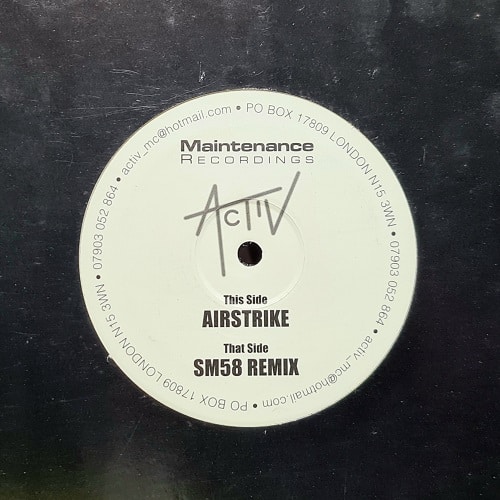 Maintenance
RECORDINGS
ACTIV
This Side
AIRSTRIKE
That Side
SM58 REMIX
activ_mc@hotmail.com • PO BOX 17809 LONDON N15 3WN • 07903 052 864 • activ_mc@hotmail.com • PO BOX 17809 LONDON N15 3WN • 07903 052 864 •